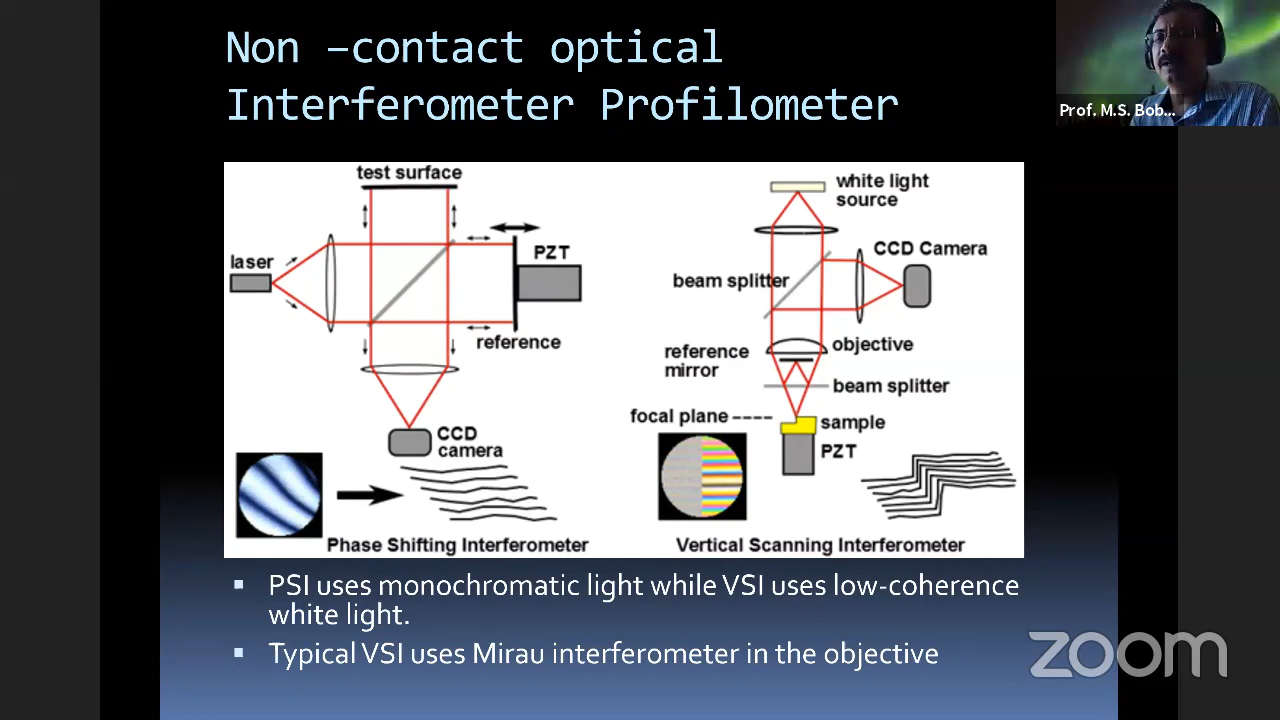 Non –contact optical
Interferometer Profilometer
Prof. M.S. Bob...
test surface
laser
PZT
reference
CCD
camera
Phase Shifting Interferometer
white light
source
CCD Camera
beam splitter
reference
mirror
objective
beam splitter
focal plane
sample
PZT
Vertical Scanning Interferometer
PSI uses monochromatic light while VSI uses low-coherence
white light.
Typical VSI uses Mirau interferometer in the objective
zoom